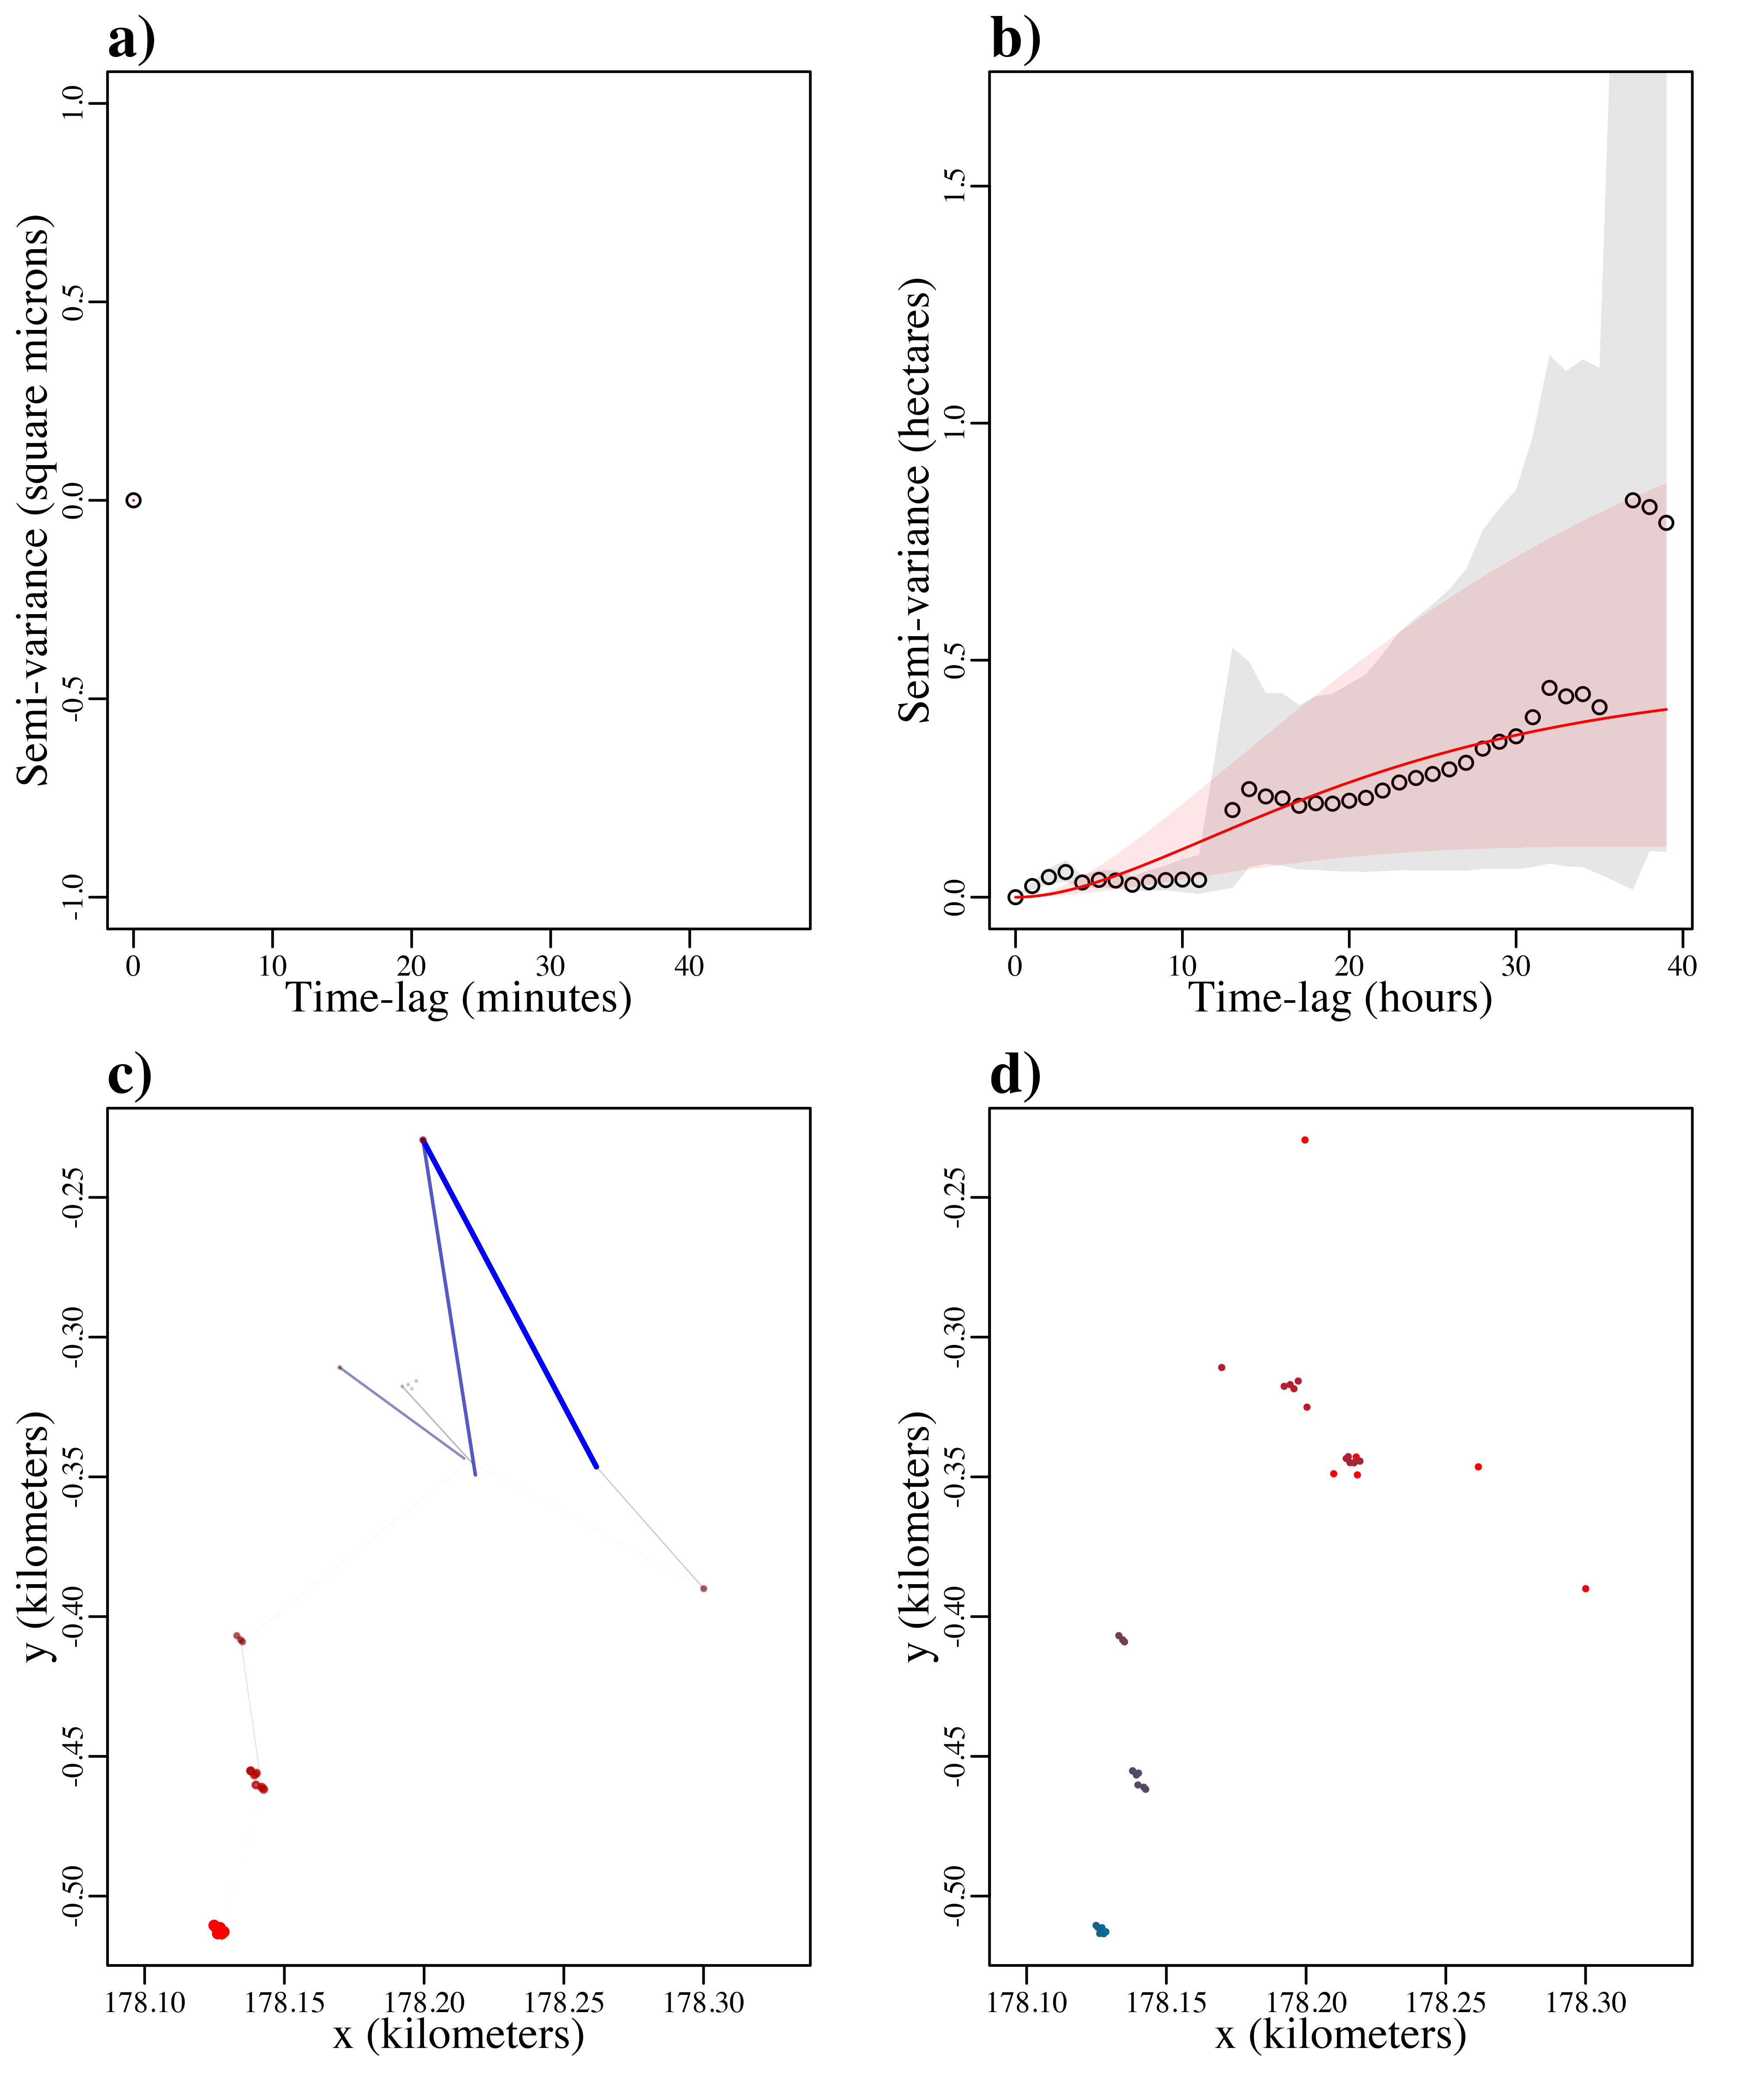 a)
Semi-variance (square microns)
1.0
0.5
0.0
-0.5
-1.0
0 10 20 30 40
Time-lag (minutes)
b)
Semi-variance (hectares)
1.5
1.0
0.5
0.0
0 10 20 30 40
Time-lag (hours)
c)
y (kilometers)
-0.25
-0.30
-0.35
-0.40
-0.45
-0.50
178.10 178.15 178.20 178.25 178.30
x (kilometers)
d)
y (kilometers)
-0.25
-0.30
-0.35
-0.40
-0.45
-0.50
178.10 178.15 178.20 178.25 178.30
x (kilometers)